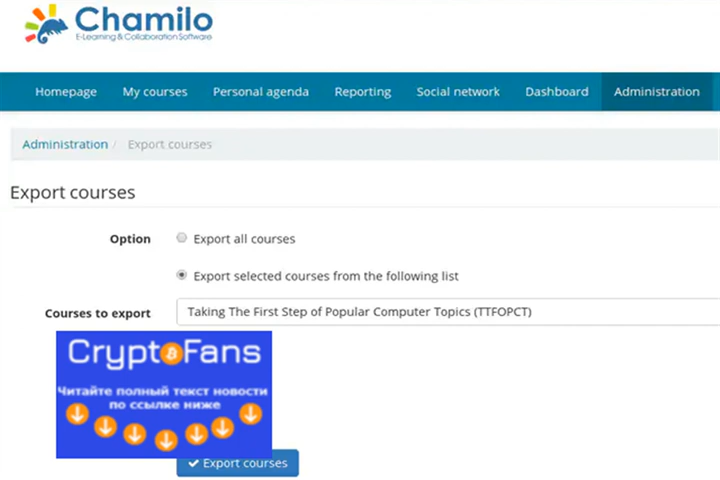 Chamilo
E-Learning & Collaboration Software
Homepage My courses Personal agenda Reporting Social network Dashboard Administration
Administration / Export courses
Export courses
Option Export all courses
Export selected courses from the following list
Courses to export Taking The First Step of Popular Computer Topics (TTFOPCT)
CryptoFans
Читайте полный текст новости
по ссылке ниже
Export courses